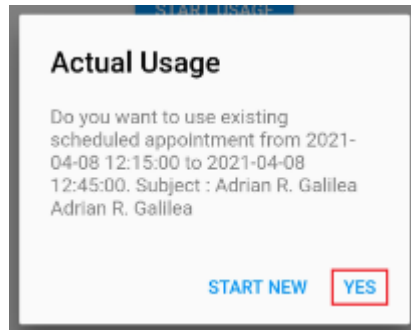 START USAGE
Actual Usage
Do you want to use existing
scheduled appointment from 2021-
04-08 12:15:00 to 2021-04-08
12:45:00. Subject : Adrian R. Galilea
Adrian R. Galilea
START NEW YES